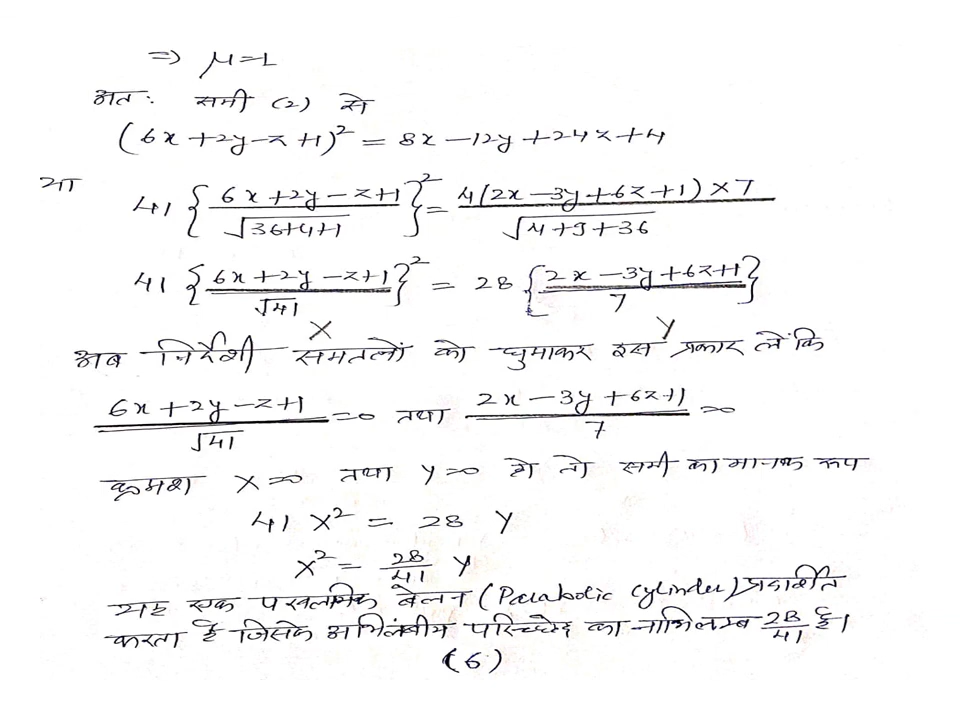 => μ=1
अतः समी (2) से
(6x+2y-z+1)² = 8x-12y+24z+4
या 41 { (6x+2y-z+1) / √(36+4+1) }² = 4(2x-3y+6z+1)×7 / √(4+9+36)
41 { (6x+2y-z+1) / √41 }² = 28 { (2x-3y+6z+1) / 7 }
X Y
अब निर्देशी समतलों को घुमाकर इस प्रकार लें कि
(6x+2y-z+1) / √41 =0 तथा (2x-3y+6z+1) / 7 =0
क्रमश X=0 तथा Y=0 हो तो समी का मानक रूप
41 X² = 28 Y
X² = 28/41 Y
यह एक परवलयिक बेलन (Parabolic Cylinder) प्रदर्शित
करता है जिसके अभिलंबीय परिच्छेद का नाभिलम्ब 28/41 है।
(6)